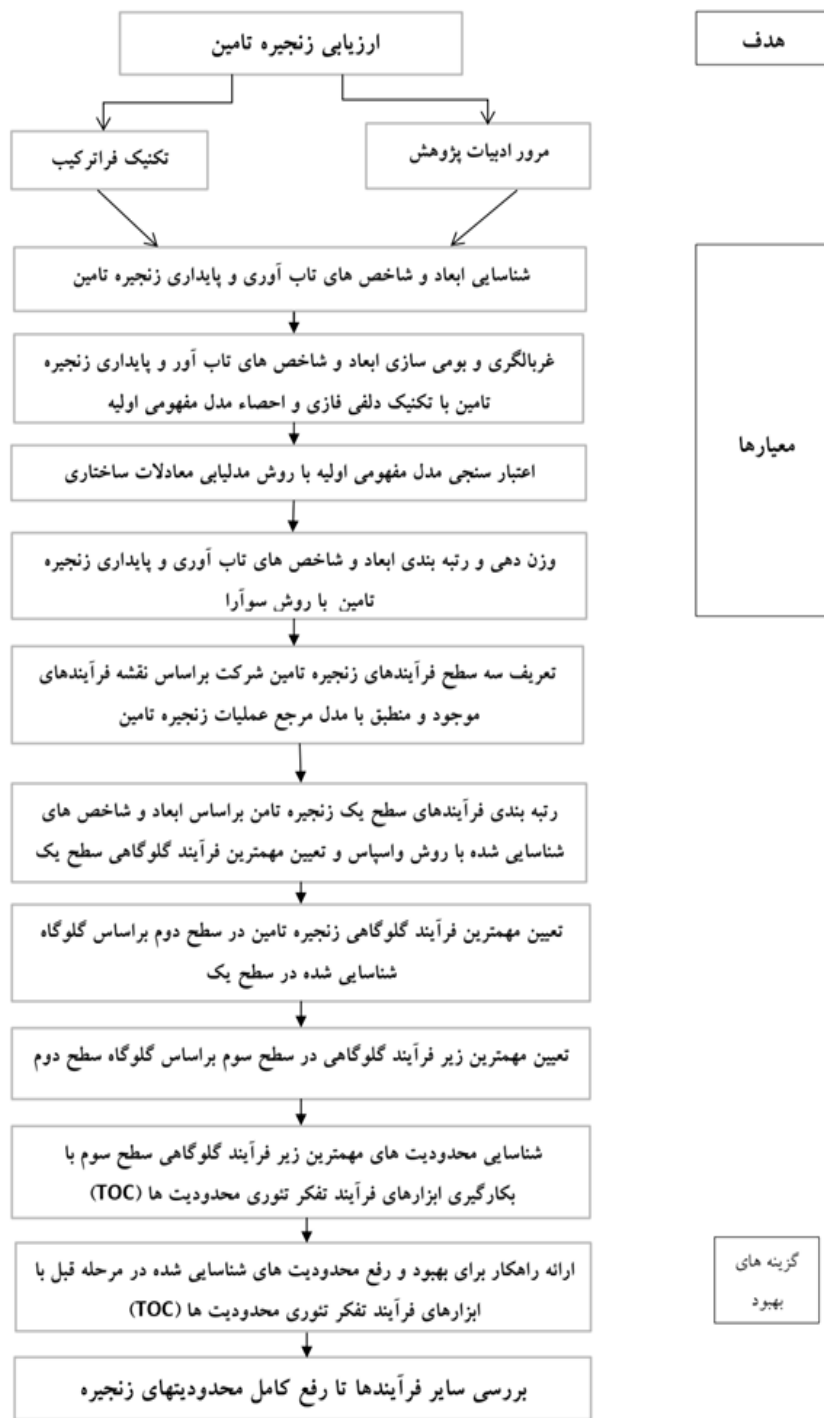 ارزیابی زنجیره تامین
هدف
مرور ادبیات پژوهش
تکنیک فراترکیب
شناسایی ابعاد و شاخص های تاب آوری و پایداری زنجیره تامین
غربالگری و بومی سازی ابعاد و شاخص های تاب آور و پایداری زنجیره
تامین با تکنیک دلفی فازی و احصاء مدل مفهومی اولیه
معیارها
اعتبار سنجی مدل مفهومی اولیه با روش مدلیابی معادلات ساختاری
وزن دهی و رتبه بندی ابعاد و شاخص های تاب آوری و پایداری زنجیره
تامین با روش سوآرا
تعریف سه سطح فرآیندهای زنجیره تامین شرکت براساس نقشه فرآیندهای
موجود و منطبق با مدل مرجع عملیات زنجیره تامین
رتبه بندی فرآیندهای سطح یک زنجیره تامن براساس ابعاد و شاخص های
شناسایی شده با روش واسپاس و تعیین مهمترین فرآیند گلوگاهی سطح یک
تعیین مهمترین فرآیند گلوگاهی زنجیره تامین در سطح دوم براساس گلوگاه
شناسایی شده در سطح یک
تعیین مهمترین زیر فرآیند گلوگاهی در سطح سوم براساس گلوگاه سطح دوم
شناسایی محدودیت های مهمترین زیر فرآیند گلوگاهی سطح سوم با
بکارگیری ابزارهای فرآیند تفکر تئوری محدودیت ها (TOC)
ارائه راهکار برای بهبود و رفع محدودیت های شناسایی شده در مرحله قبل با
ابزارهای فرآیند تفکر تئوری محدودیت ها (TOC)
گزینه های
بهبود
بررسی سایر فرآیندها تا رفع کامل محدودیتهای زنجیره